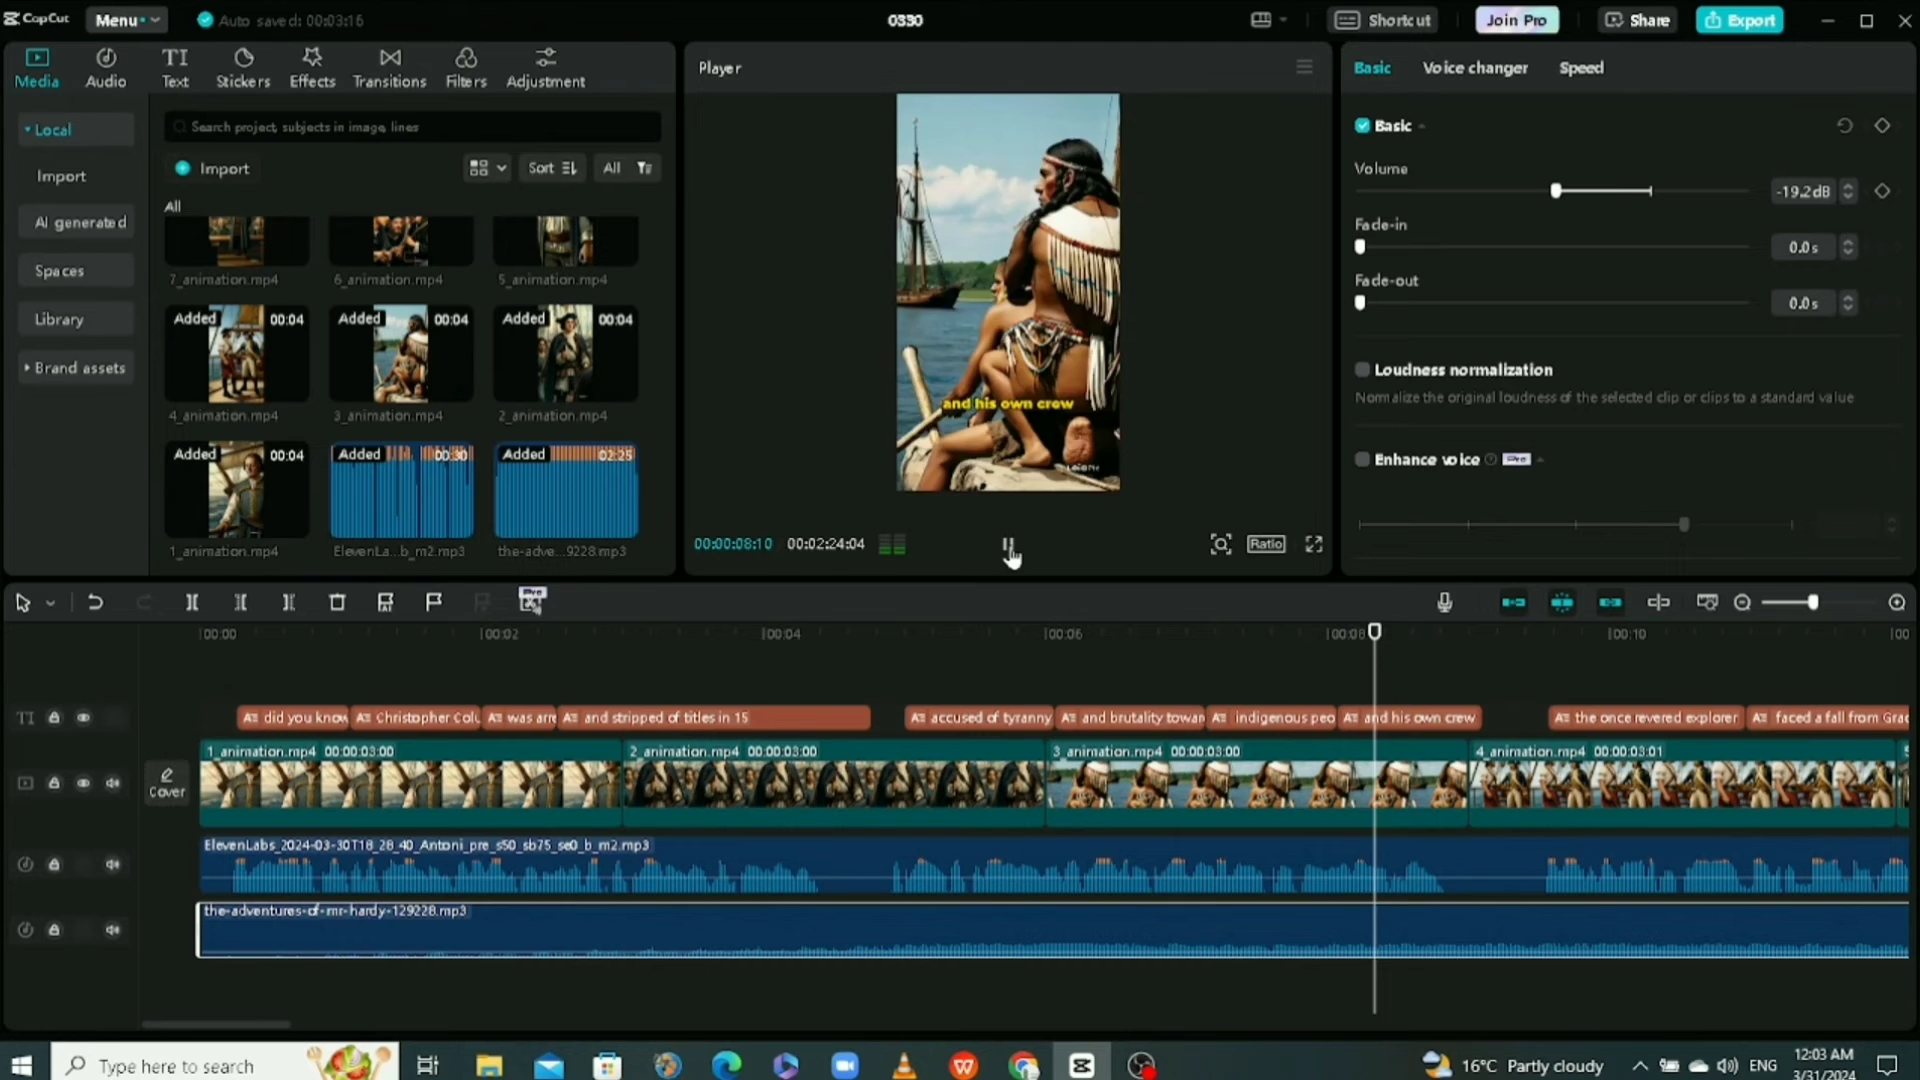 CapCut
Menu
Auto saved: 00:03:16
0330
Shortcut
Join Pro
Share
Export
Media
Audio
Text
Stickers
Effects
Transitions
Filters
Adjustment
Local
Import
AI generated
Spaces
Library
Brand assets
Search project, subjects in image, lines
Import
Sort
All
All
7_animation.mp4
6_animation.mp4
5_animation.mp4
Added 00:04
Added 00:04
Added 00:04
4_animation.mp4
3_animation.mp4
2_animation.mp4
Added 00:04
Added 00:30
Added 02:25
1_animation.mp4
ElevenLa...b_m2.mp3
the-adve...9228.mp3
Player
and his own crew
00:00:08:10
00:02:24:04
Ratio
Basic
Voice changer
Speed
Basic
Volume
-19.2dB
Fade-in
0.0s
Fade-out
0.0s
Loudness normalization
Normalize the original loudness of the selected clip or clips to a standard value
Enhance voice
Pro
Pro
00:00
00:02
00:04
00:06
00:08
00:10
00
did you know
Christopher Colu
was arre
and stripped of titles in 15
accused of tyranny
and brutality towar
indigenous peo
and his own crew
the once revered explorer
faced a fall from Grac
Cover
1_animation.mp4 00:00:03:00
2_animation.mp4 00:00:03:00
3_animation.mp4 00:00:03:00
4_animation.mp4 00:00:03:01
ElevenLabs_2024-03-30T18_28_40_Antoni_pre_s50_sb75_se0_b_m2.mp3
the-adventures-of-mr-hardy-129228.mp3
Type here to search
16°C Partly cloudy
ENG
12:03 AM
3/31/2024